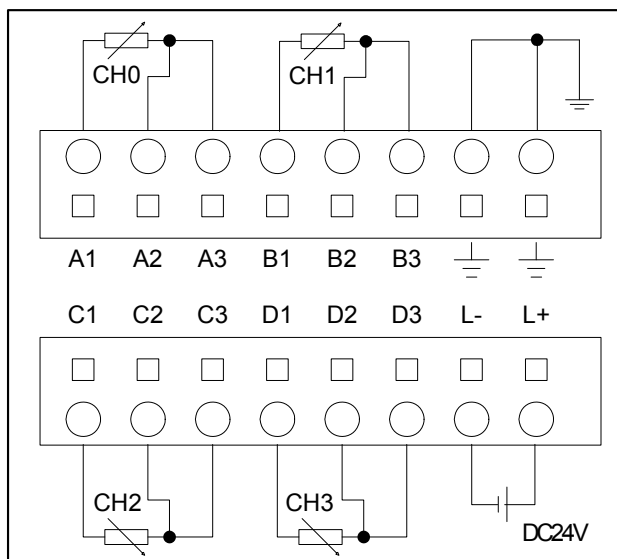 CH0 CH1
A1 A2 A3 B1 B2 B3
C1 C2 C3 D1 D2 D3 L- L+
CH2 CH3
DC24V